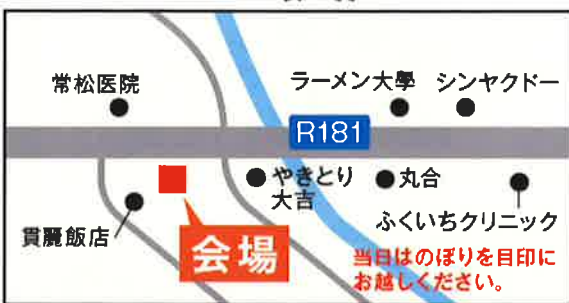 常松医院
ラーメン大學
シンヤクドー
R181
やきとり
大吉
丸合
貫麗飯店
ふくいちクリニック
会場
当日はのぼりを目印に
お越しください。